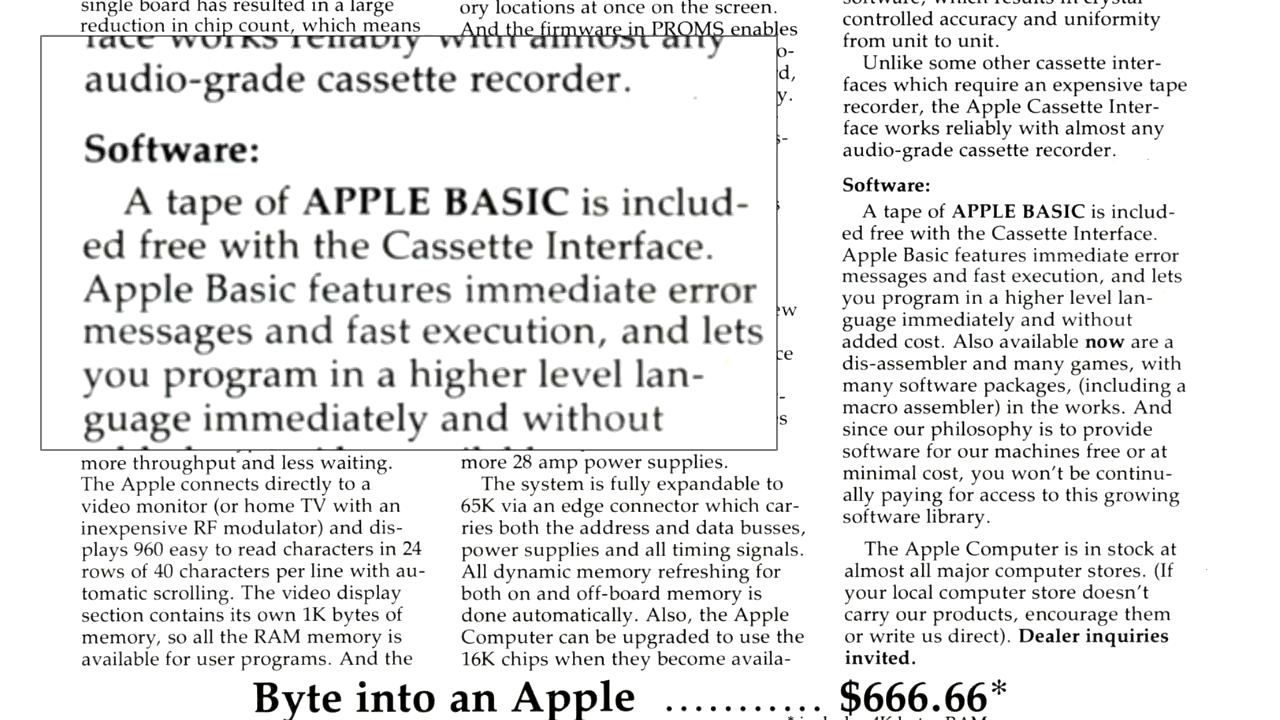 single board has resulted in a large
reduction in chip count, which means
ory locations at once on the screen.
And the firmware in PROMS enables
face works reliably with almost any
audio-grade cassette recorder.
Software:
A tape of APPLE BASIC is includ-
ed free with the Cassette Interface.
Apple Basic features immediate error
messages and fast execution, and lets
you program in a higher level lan-
guage immediately and without
more throughput and less waiting.
The Apple connects directly to a
video monitor (or home TV with an
inexpensive RF modulator) and dis-
plays 960 easy to read characters in 24
rows of 40 characters per line with au-
tomatic scrolling. The video display
section contains its own 1K bytes of
memory, so all the RAM memory is
available for user programs. And the
more 28 amp power supplies.
The system is fully expandable to
65K via an edge connector which car-
ries both the address and data busses,
power supplies and all timing signals.
All dynamic memory refreshing for
both on and off-board memory is
done automatically. Also, the Apple
Computer can be upgraded to use the
16K chips when they become availa-
software, which results in crystal
controlled accuracy and uniformity
from unit to unit.
Unlike some other cassette inter-
faces which require an expensive tape
recorder, the Apple Cassette Inter-
face works reliably with almost any
audio-grade cassette recorder.
Software:
A tape of APPLE BASIC is includ-
ed free with the Cassette Interface.
Apple Basic features immediate error
messages and fast execution, and lets
you program in a higher level lan-
guage immediately and without
added cost. Also available now are a
dis-assembler and many games, with
many software packages, (including a
macro assembler) in the works. And
since our philosophy is to provide
software for our machines free or at
minimal cost, you won't be continu-
ally paying for access to this growing
software library.
The Apple Computer is in stock at
almost all major computer stores. (If
your local computer store doesn't
carry our products, encourage them
or write us direct). Dealer inquiries
invited.
Byte into an Apple ........... $666.66*